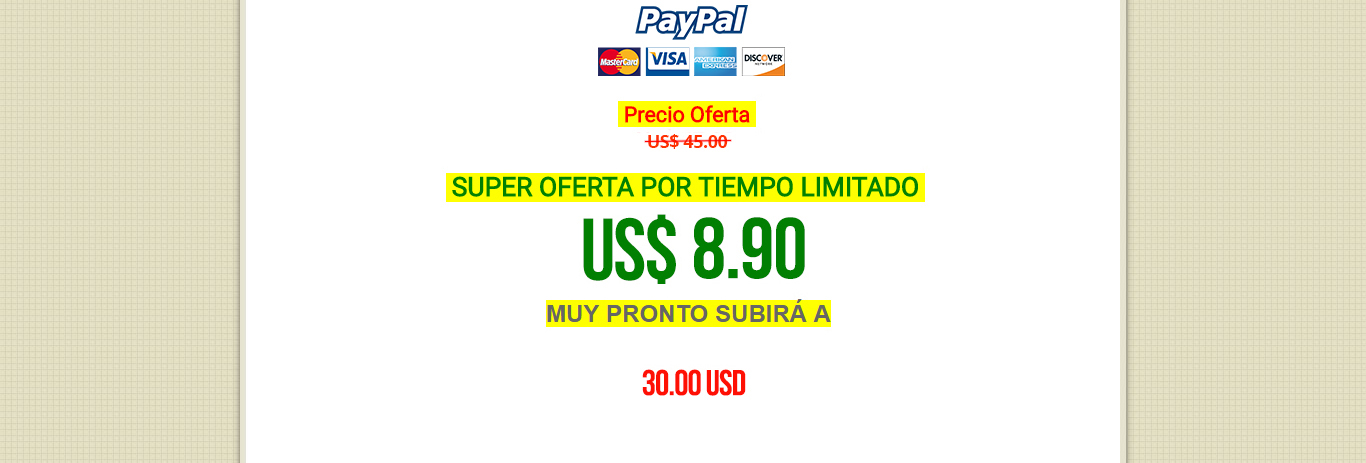 PayPal
MasterCard VISA AMERICAN EXPRESS DISCOVER NETWORK
Precio Oferta
US$ 45.00
SUPER OFERTA POR TIEMPO LIMITADO
US$ 8.90
MUY PRONTO SUBIRÁ A
30.00 USD